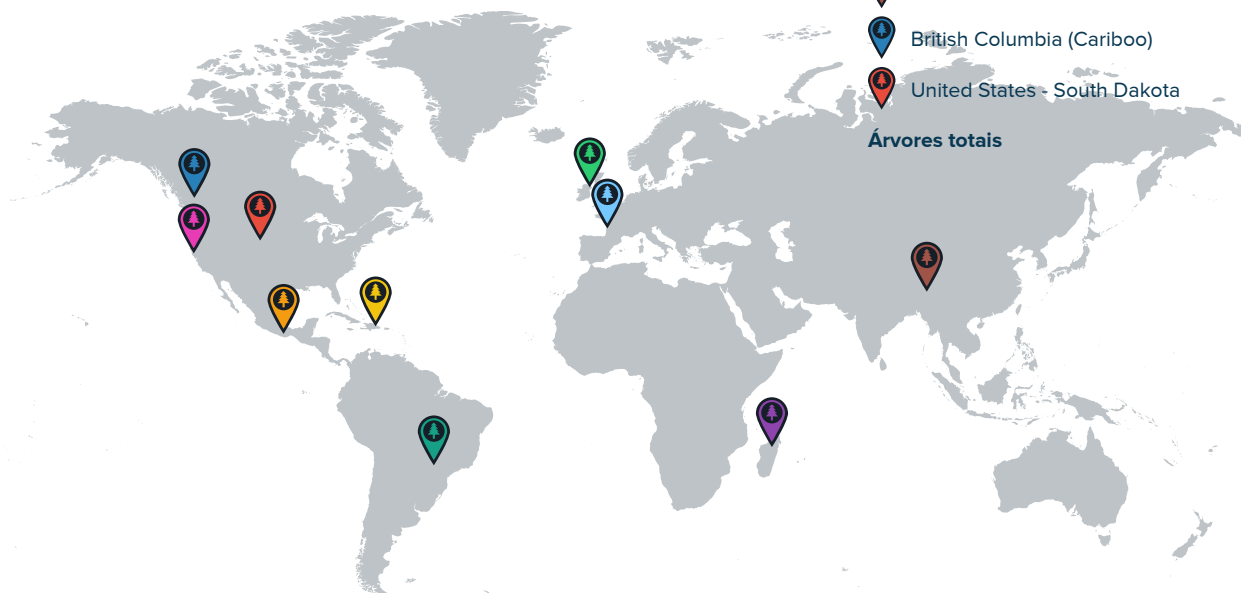 British Columbia (Cariboo)
United States - South Dakota
Árvores totais